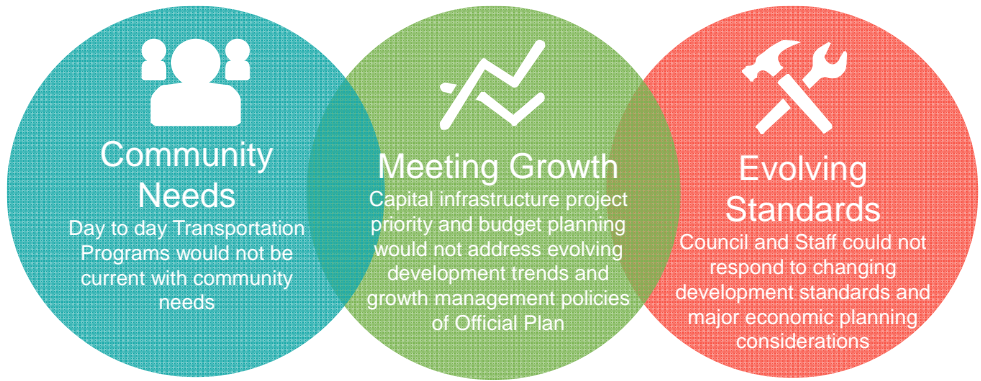 Community
Needs
Day to day Transportation
Programs would not be
current with community
needs
Meeting Growth
Capital infrastructure project
priority and budget planning
would not address evolving
development trends and
growth management policies
of Official Plan
Evolving
Standards
Council and Staff could not
respond to changing
development standards and
major economic planning
considerations